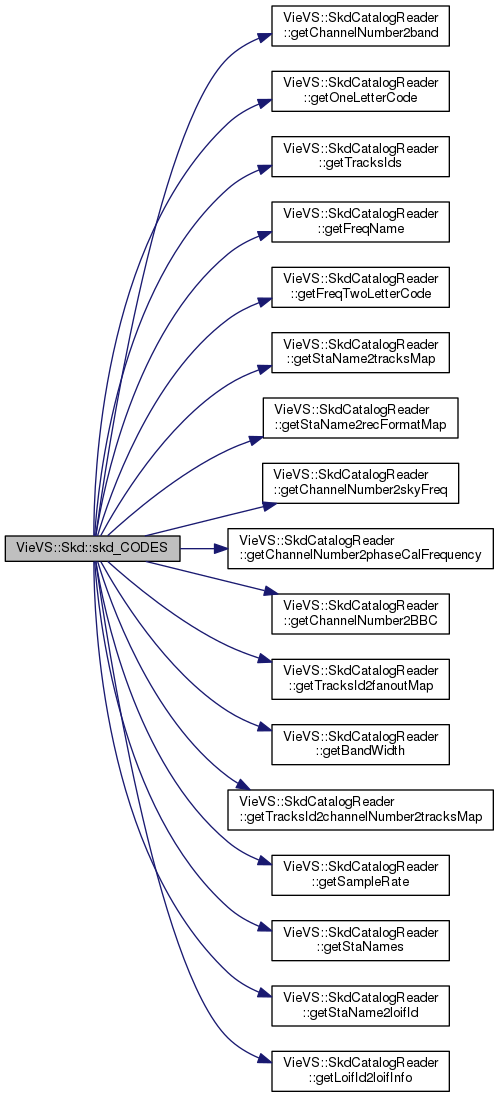 VieVS::SkdCatalogReader
::getChannelNumber2band
VieVS::SkdCatalogReader
::getOneLetterCode
VieVS::SkdCatalogReader
::getTracksIds
VieVS::SkdCatalogReader
::getFreqName
VieVS::SkdCatalogReader
::getFreqTwoLetterCode
VieVS::SkdCatalogReader
::getStaName2tracksMap
VieVS::SkdCatalogReader
::getStaName2recFormatMap
VieVS::SkdCatalogReader
::getChannelNumber2skyFreq
VieVS::Skd::skd_CODES
VieVS::SkdCatalogReader
::getChannelNumber2phaseCalFrequency
VieVS::SkdCatalogReader
::getChannelNumber2BBC
VieVS::SkdCatalogReader
::getTracksId2fanoutMap
VieVS::SkdCatalogReader
::getBandWidth
VieVS::SkdCatalogReader
::getTracksId2channelNumber2tracksMap
VieVS::SkdCatalogReader
::getSampleRate
VieVS::SkdCatalogReader
::getStaNames
VieVS::SkdCatalogReader
::getStaName2loifId
VieVS::SkdCatalogReader
::getLoifId2loifInfo